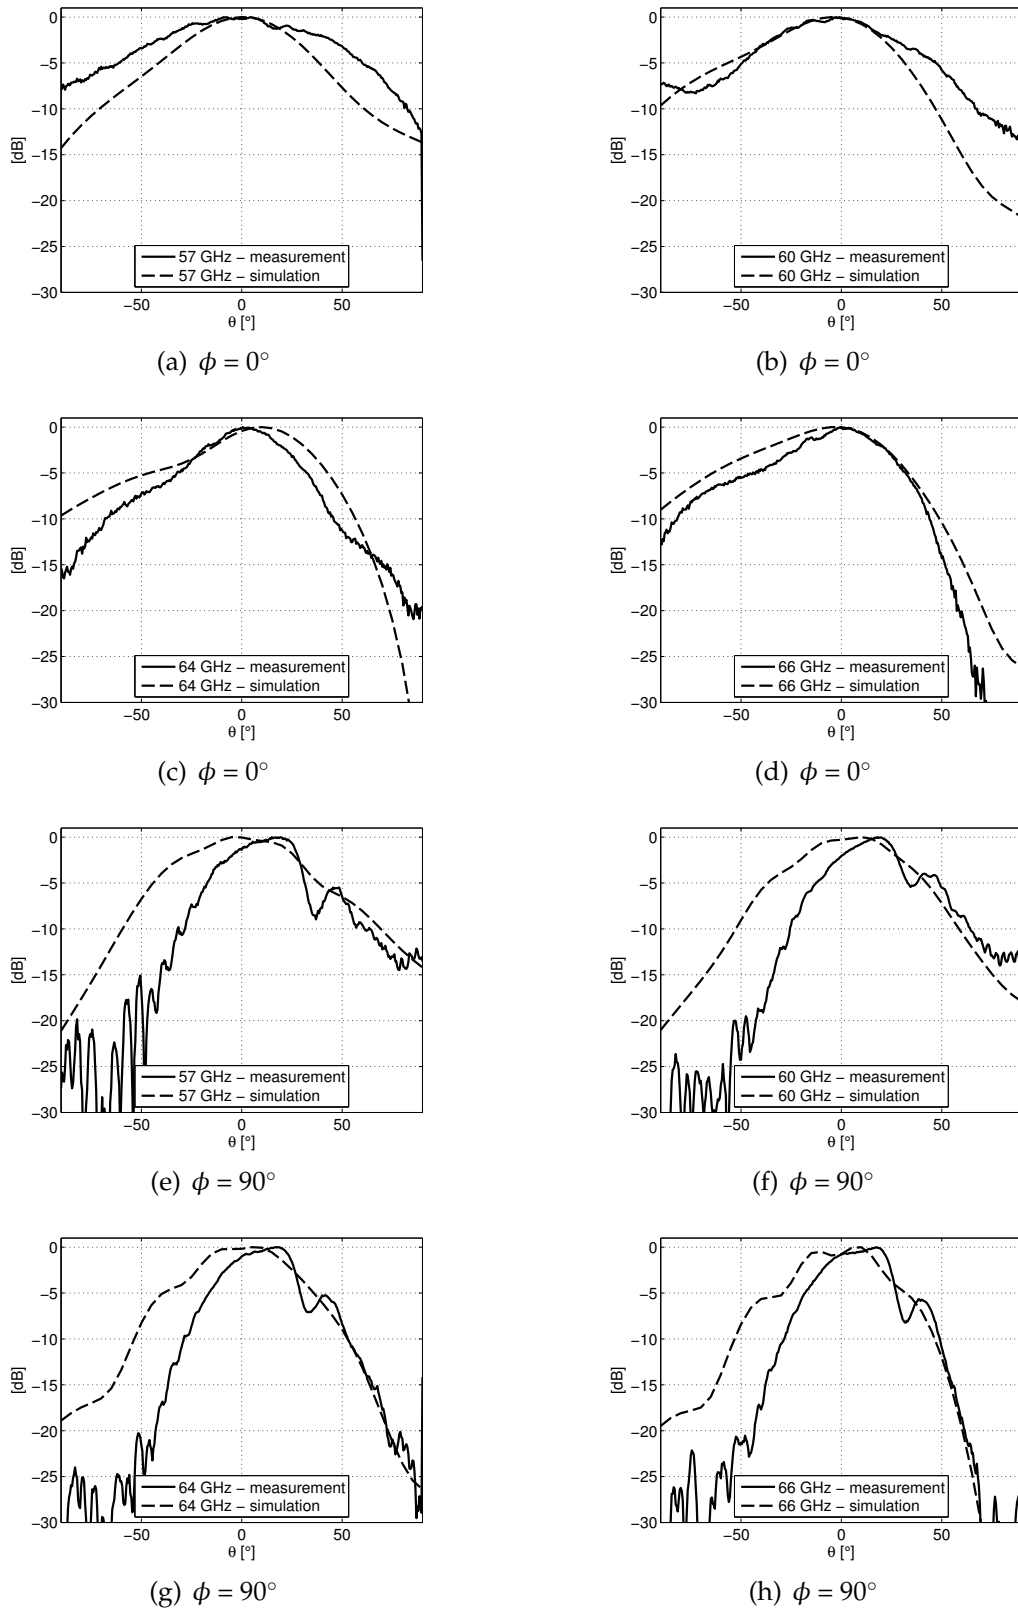 0
−5
−10
−15
−20
−25
−30
[dB]
57 GHz − measurement
57 GHz − simulation
−50 0 50
θ [°]
(a) ϕ = 0°
0
−5
−10
−15
−20
−25
−30
[dB]
60 GHz − measurement
60 GHz − simulation
−50 0 50
θ [°]
(b) ϕ = 0°
0
−5
−10
−15
−20
−25
−30
[dB]
64 GHz − measurement
64 GHz − simulation
−50 0 50
θ [°]
(c) ϕ = 0°
0
−5
−10
−15
−20
−25
−30
[dB]
66 GHz − measurement
66 GHz − simulation
−50 0 50
θ [°]
(d) ϕ = 0°
0
−5
−10
−15
−20
−25
−30
[dB]
57 GHz − measurement
57 GHz − simulation
−50 0 50
θ [°]
(e) ϕ = 90°
0
−5
−10
−15
−20
−25
−30
[dB]
60 GHz − measurement
60 GHz − simulation
−50 0 50
θ [°]
(f) ϕ = 90°
0
−5
−10
−15
−20
−25
−30
[dB]
64 GHz − measurement
64 GHz − simulation
−50 0 50
θ [°]
(g) ϕ = 90°
0
−5
−10
−15
−20
−25
−30
[dB]
66 GHz − measurement
66 GHz − simulation
−50 0 50
θ [°]
(h) ϕ = 90°